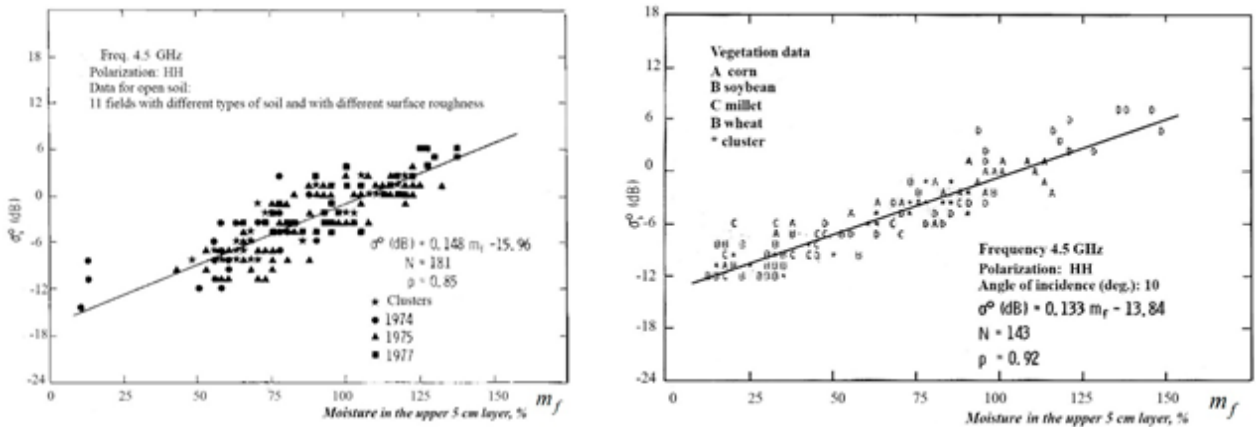 18
12
6
0
-6
-12
-18
-24
σ° (dB)
Freq. 4.5 GHz
Polarization: HH
Data for open soil:
11 fields with different types of soil and with different surface roughness
σ° (dB) = 0,148 m_f -15,96
N = 181
ρ = 0.85
★ Clusters
● 1974
▲ 1975
■ 1977
0 25 50 75 100 125 150 m_f
Moisture in the upper 5 cm layer, %
18
12
6
0
-6
-12
-18
-24
σ° (dB)
Vegetation data
A corn
B soybean
C millet
B wheat
* cluster
Frequency 4.5 GHz
Polarization: HH
Angle of incidence (deg.): 10
σ° (dB) = 0,133 m_f - 13,84
N = 143
ρ = 0.92
0 25 50 75 100 125 150 m_f
Moisture in the upper 5 cm layer, %